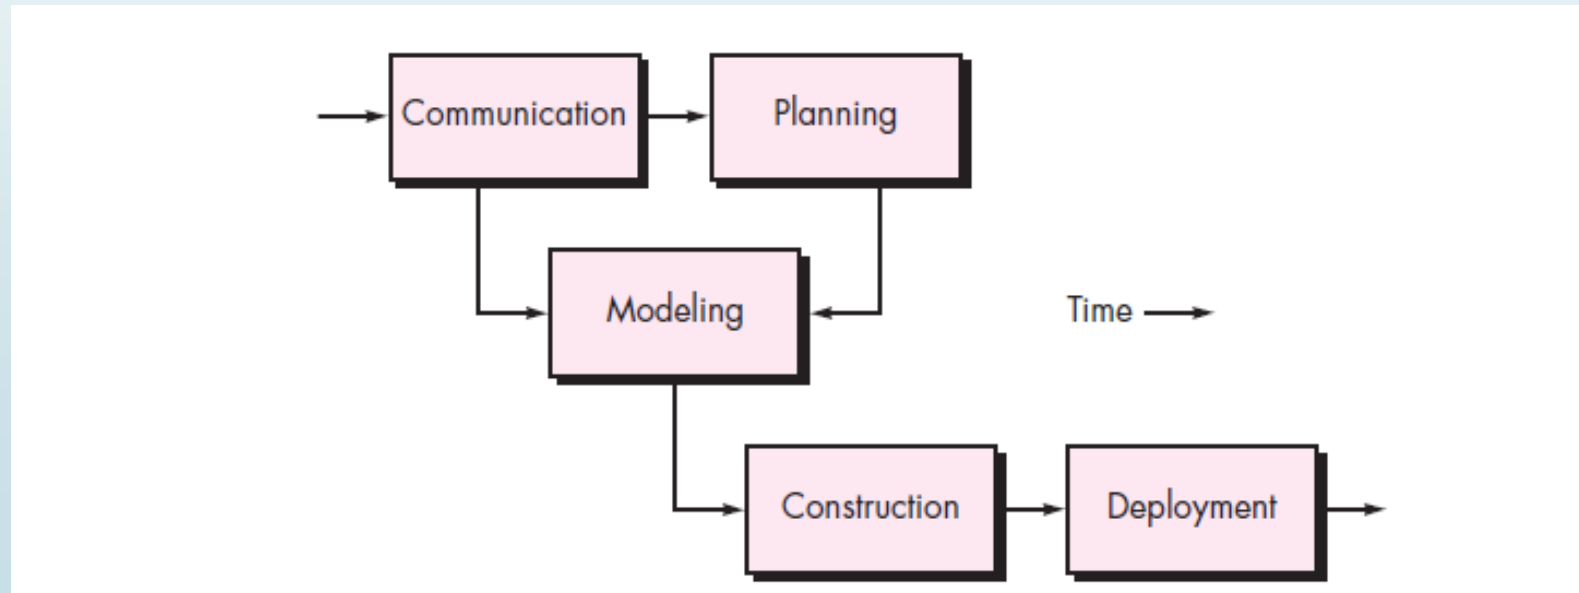 Communication
Planning
Modeling
Time
Construction
Deployment